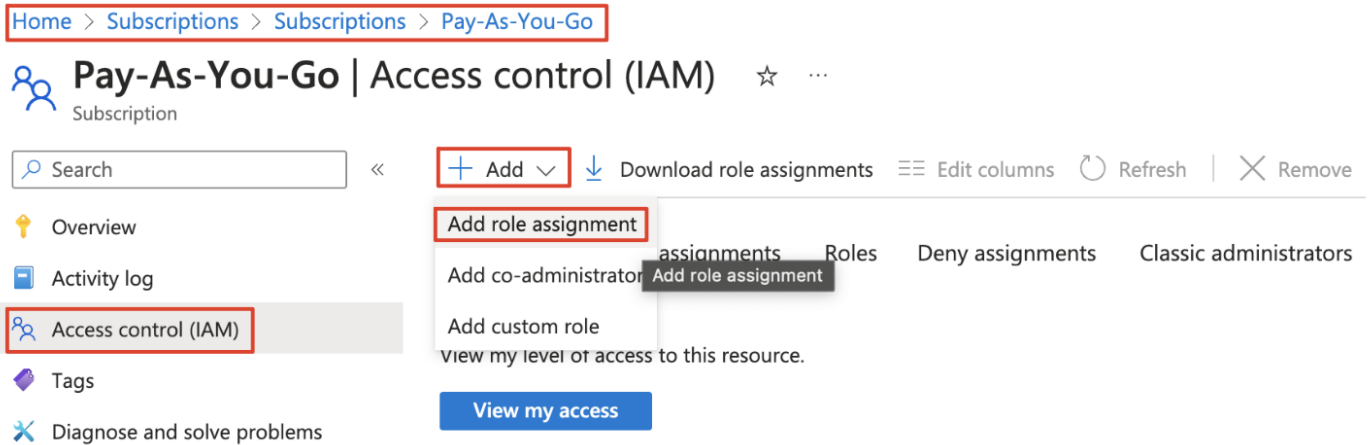 Home > Subscriptions > Subscriptions > Pay-As-You-Go
Pay-As-You-Go | Access control (IAM)
Subscription
Search
Add
Download role assignments
Edit columns
Refresh
Remove
Overview
Activity log
Access control (IAM)
Tags
Diagnose and solve problems
Add role assignment
Add co-administrator
Add custom role
Add role assignment
assignments
Roles
Deny assignments
Classic administrators
View my level of access to this resource.
View my access